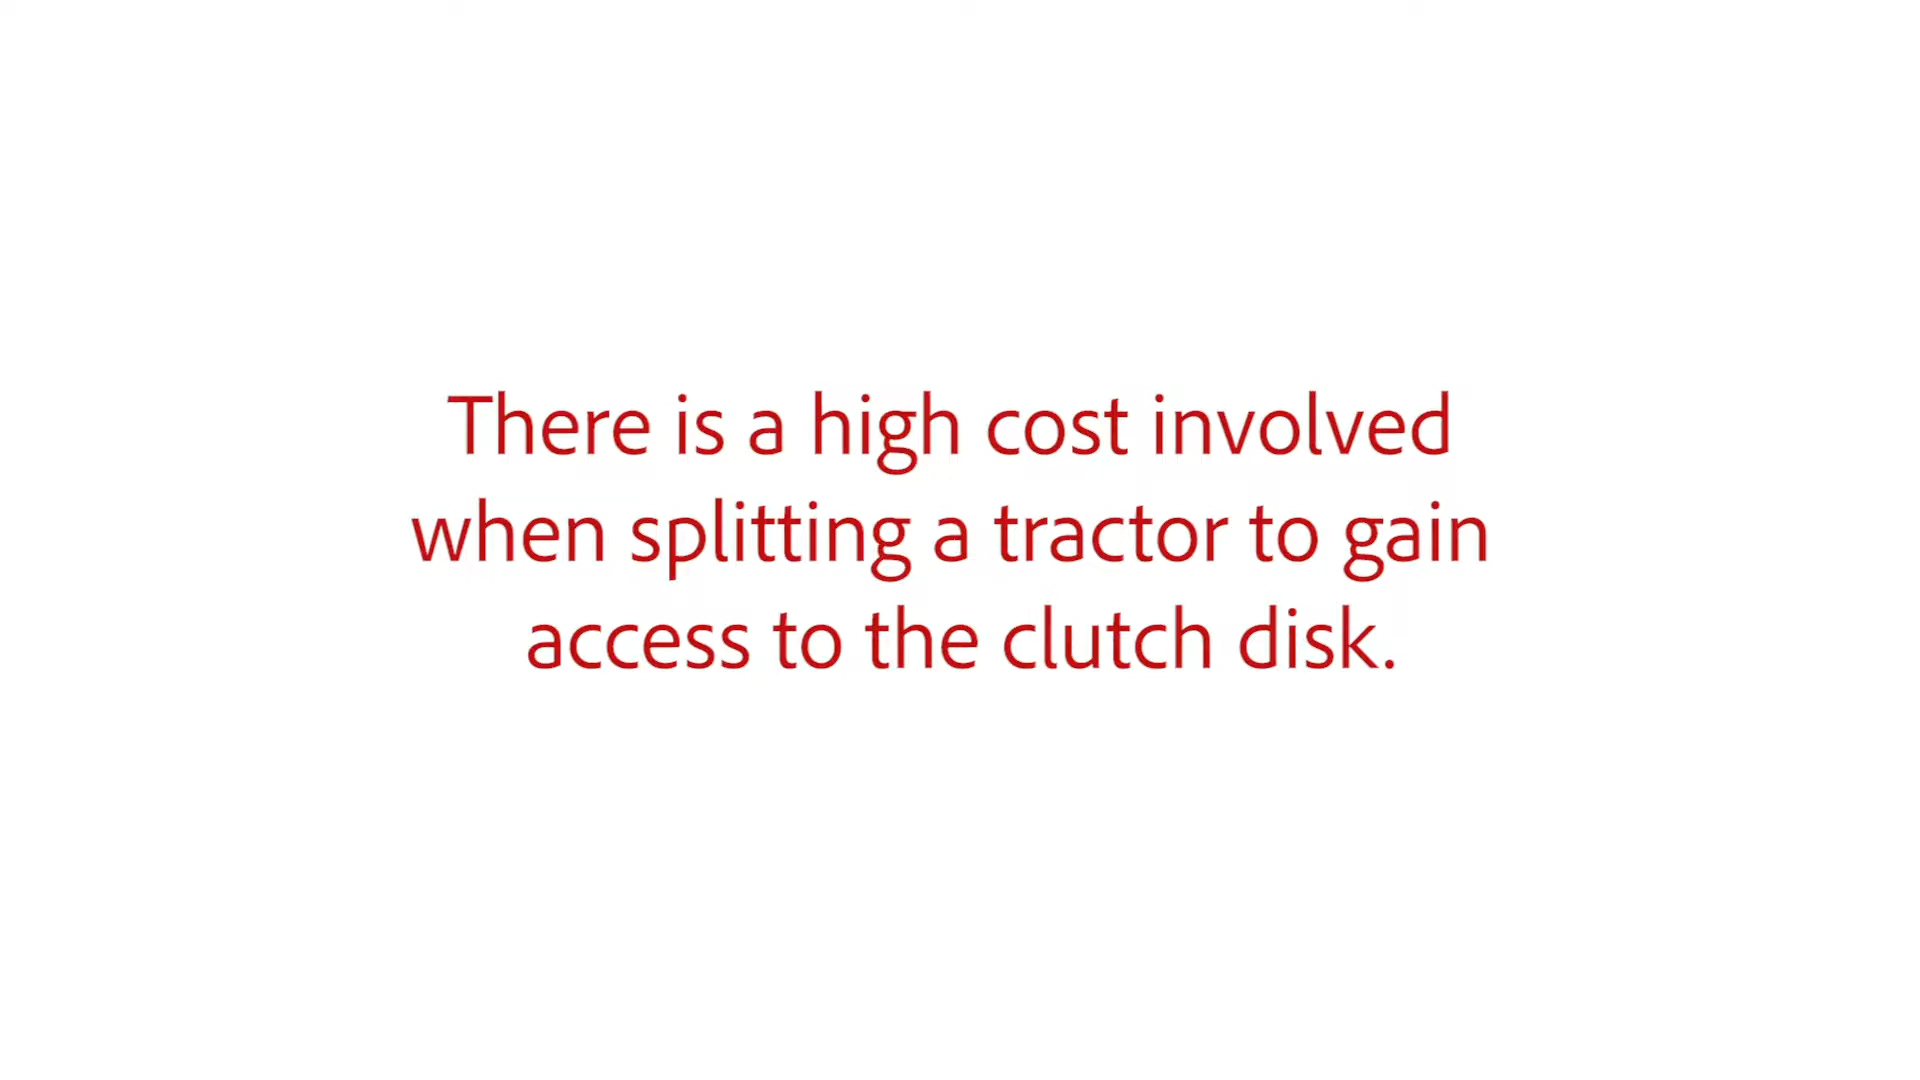 There is a high cost involved
when splitting a tractor to gain
access to the clutch disk.